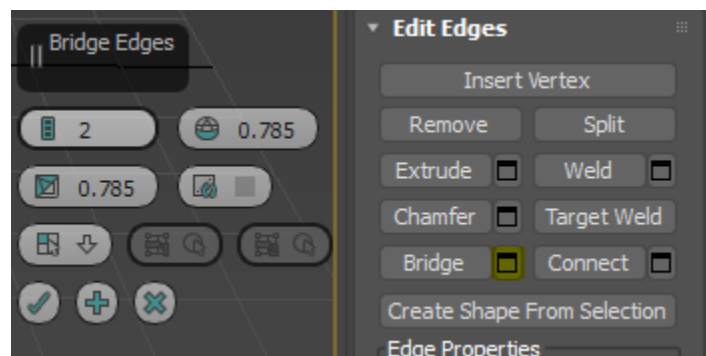 Bridge Edges
2
0.785
0.785
Edit Edges
Insert Vertex
Remove
Split
Extrude
Weld
Chamfer
Target Weld
Bridge
Connect
Create Shape From Selection
Edge Properties